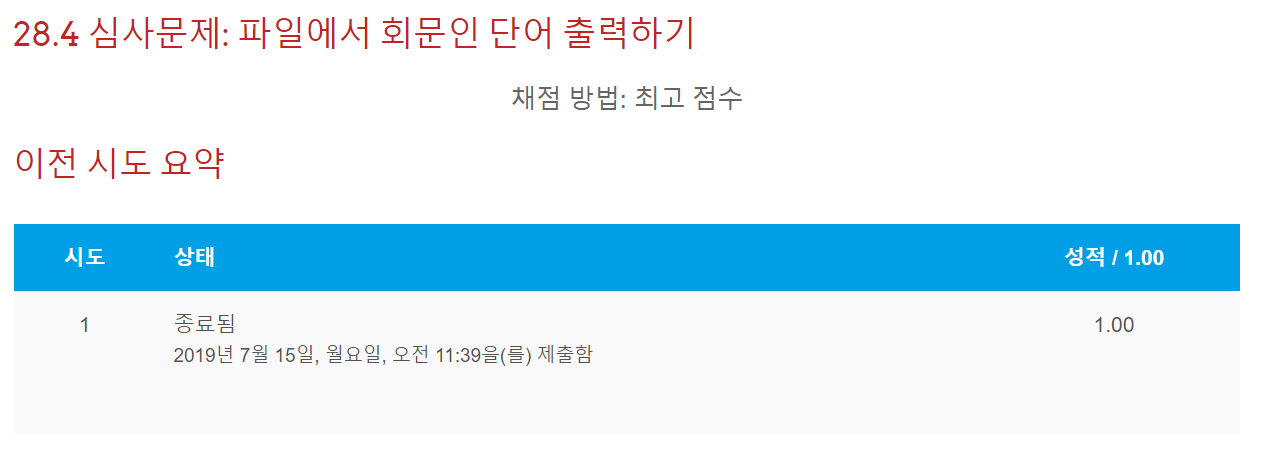 28.4 심사문제: 파일에서 회문인 단어 출력하기
채점 방법: 최고 점수
이전 시도 요약
시도 상태 성적 / 1.00
1 종료됨 1.00
2019년 7월 15일, 월요일, 오전 11:39을(를) 제출함